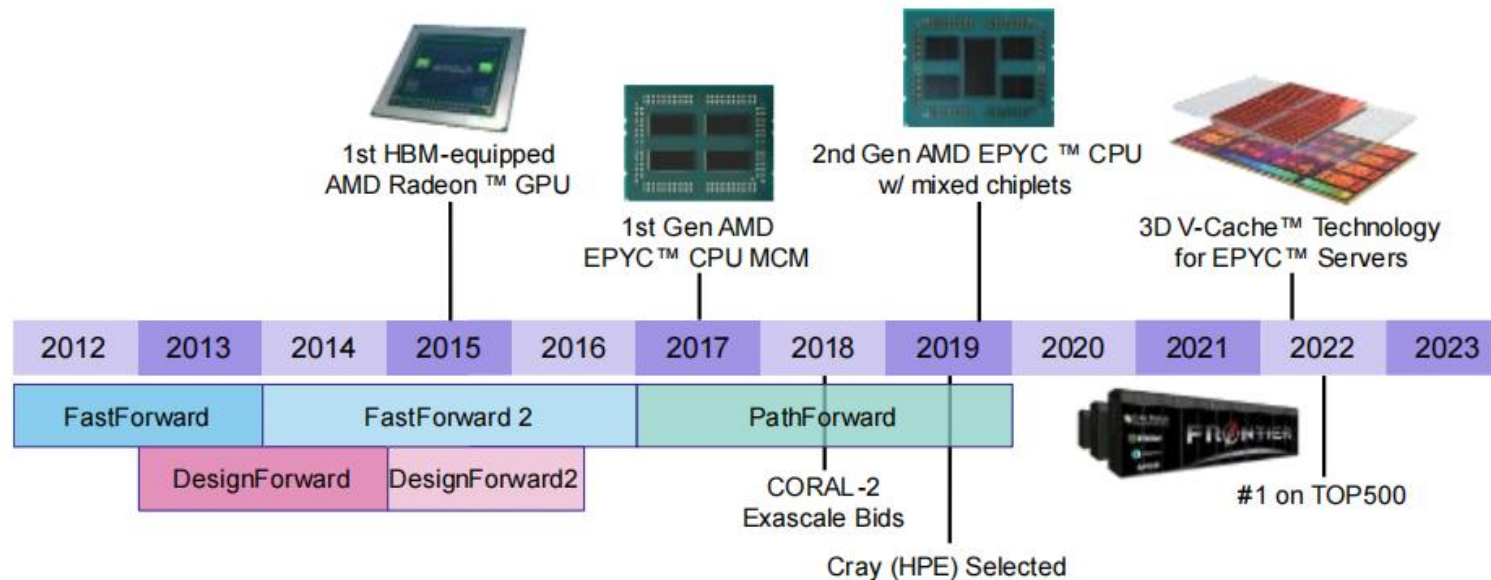 1st HBM-equipped
AMD Radeon ™ GPU
1st Gen AMD
EPYC™ CPU MCM
2nd Gen AMD EPYC ™ CPU
w/ mixed chiplets
3D V-Cache™ Technology
for EPYC™ Servers
2012
2013
2014
2015
2016
2017
2018
2019
2020
2021
2022
2023
FastForward
FastForward 2
PathForward
DesignForward
DesignForward2
CORAL-2
Exascale Bids
Cray (HPE) Selected
FRONTIER
#1 on TOP500